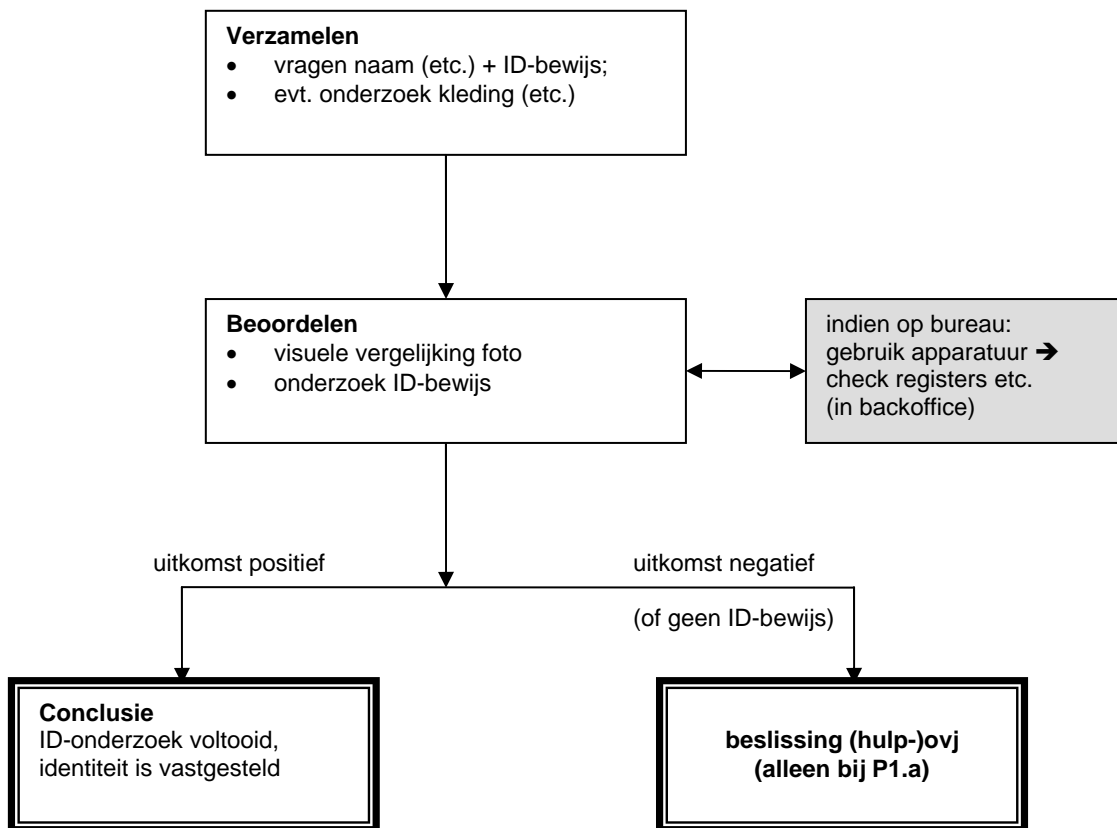 Verzamelen
• vragen naam (etc.) + ID-bewijs;
• evt. onderzoek kleding (etc.)
Beoordelen
• visuele vergelijking foto
• onderzoek ID-bewijs
indien op bureau:
gebruik apparatuur ➔
check registers etc.
(in backoffice)
uitkomst positief
uitkomst negatief
(of geen ID-bewijs)
Conclusie
ID-onderzoek voltooid,
identiteit is vastgesteld
beslissing (hulp-)ovj
(alleen bij P1.a)